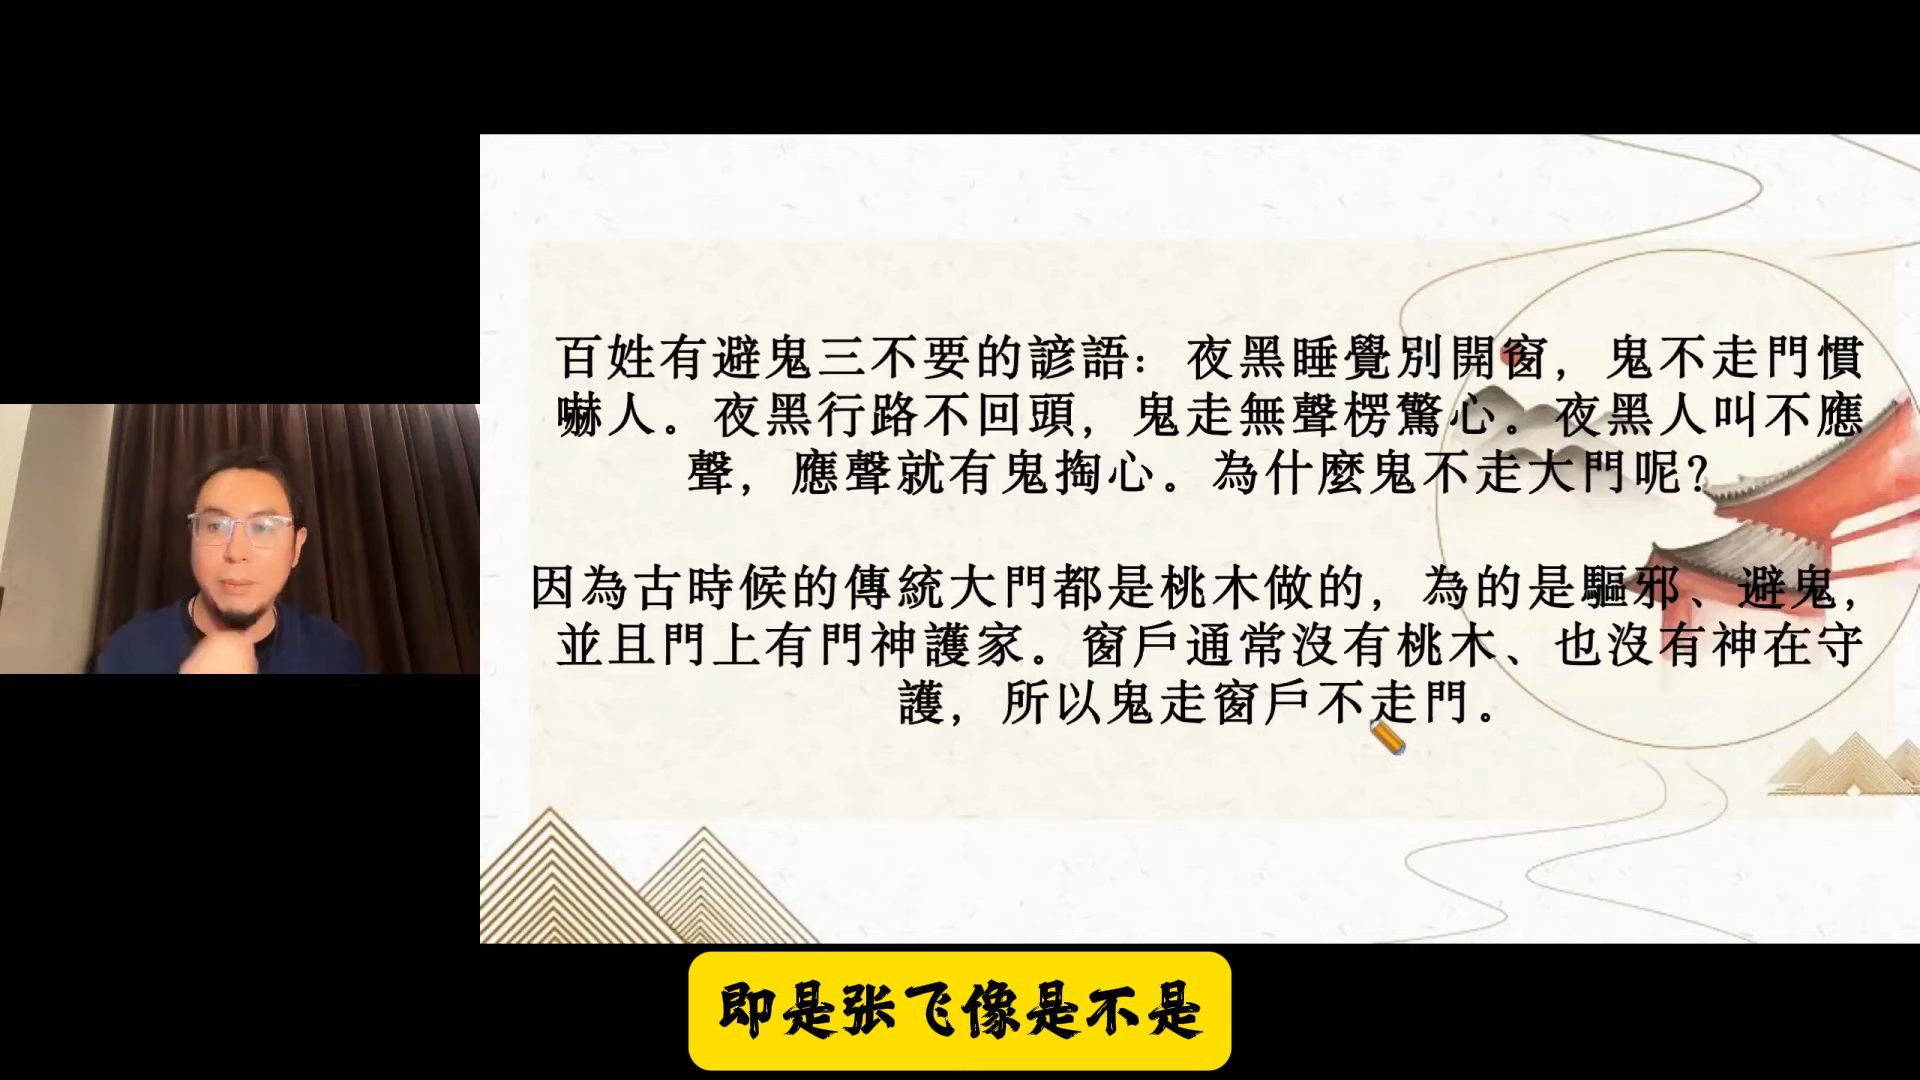 百姓有避鬼三不要的諺語：夜黑睡覺別開窗，鬼不走門慣
嚇人。夜黑行路不回頭，鬼走無聲楞驚心。夜黑人叫不應
聲，應聲就有鬼掏心。為什麼鬼不走大門呢？
因為古時候的傳統大門都是桃木做的，為的是驅邪、避鬼，
並且門上有門神護家。窗戶通常沒有桃木、也沒有神在守
護，所以鬼走窗戶不走門。
即是张飞像是不是